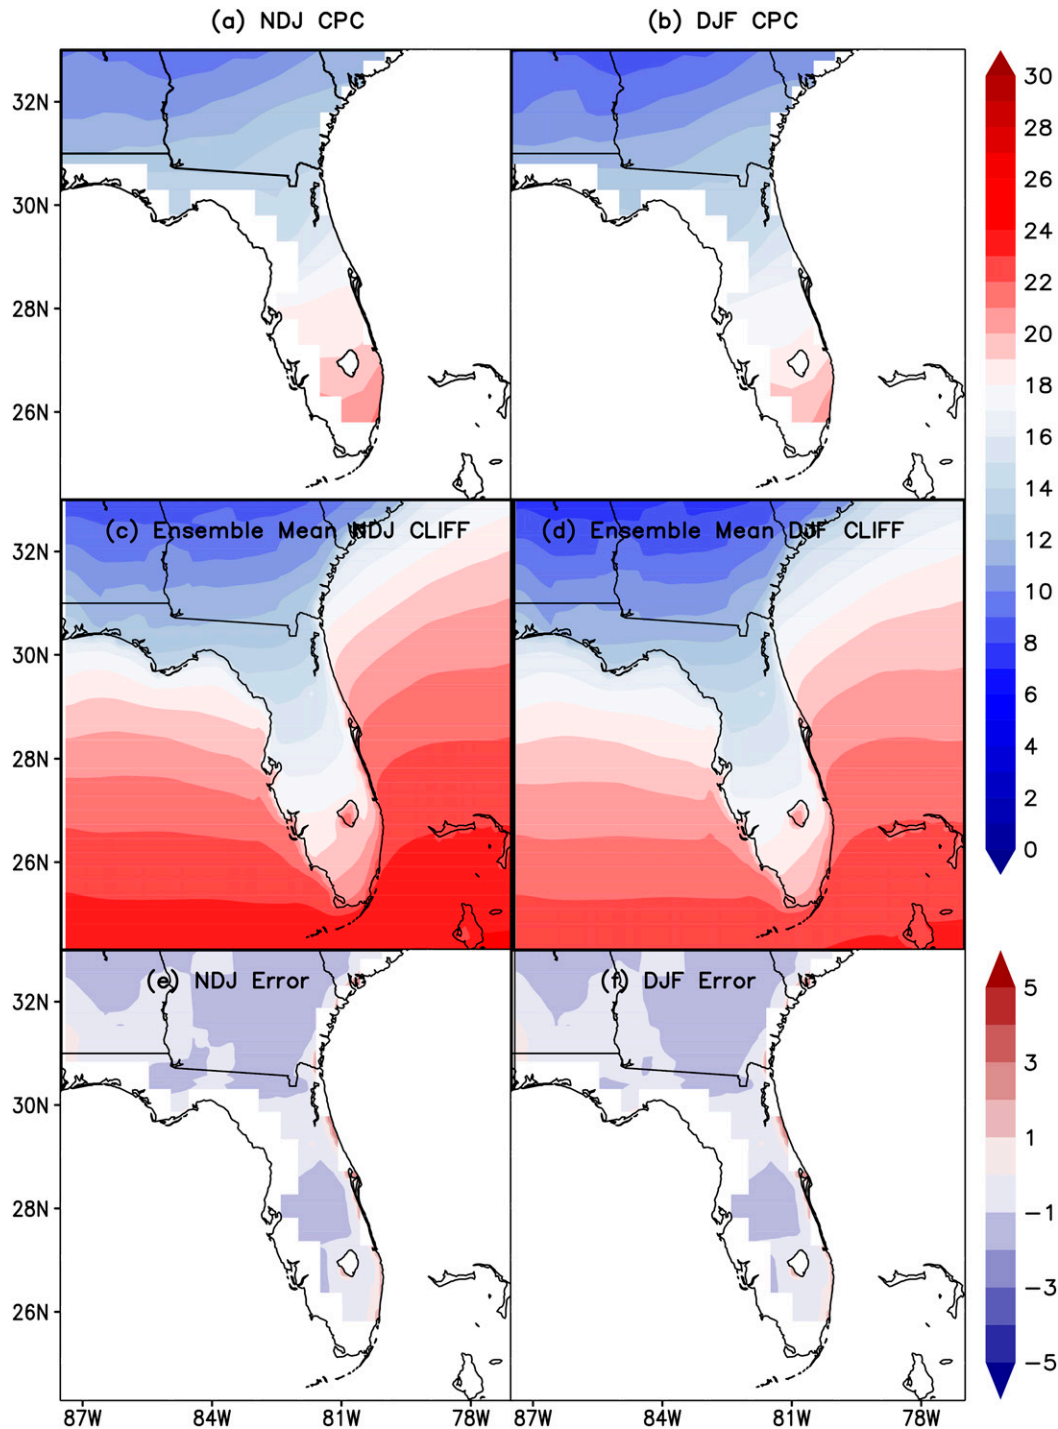 (a) NDJ CPC
(b) DJF CPC
32N
30N
28N
26N
30
28
26
24
22
20
18
16
14
12
10
8
6
4
2
0
(c) Ensemble Mean NDJ CLIFF
(d) Ensemble Mean DJF CLIFF
32N
30N
28N
26N
(e) NDJ Error
(f) DJF Error
32N
30N
28N
26N
5
3
1
−1
−3
−5
87W 84W 81W 78W
87W 84W 81W 78W